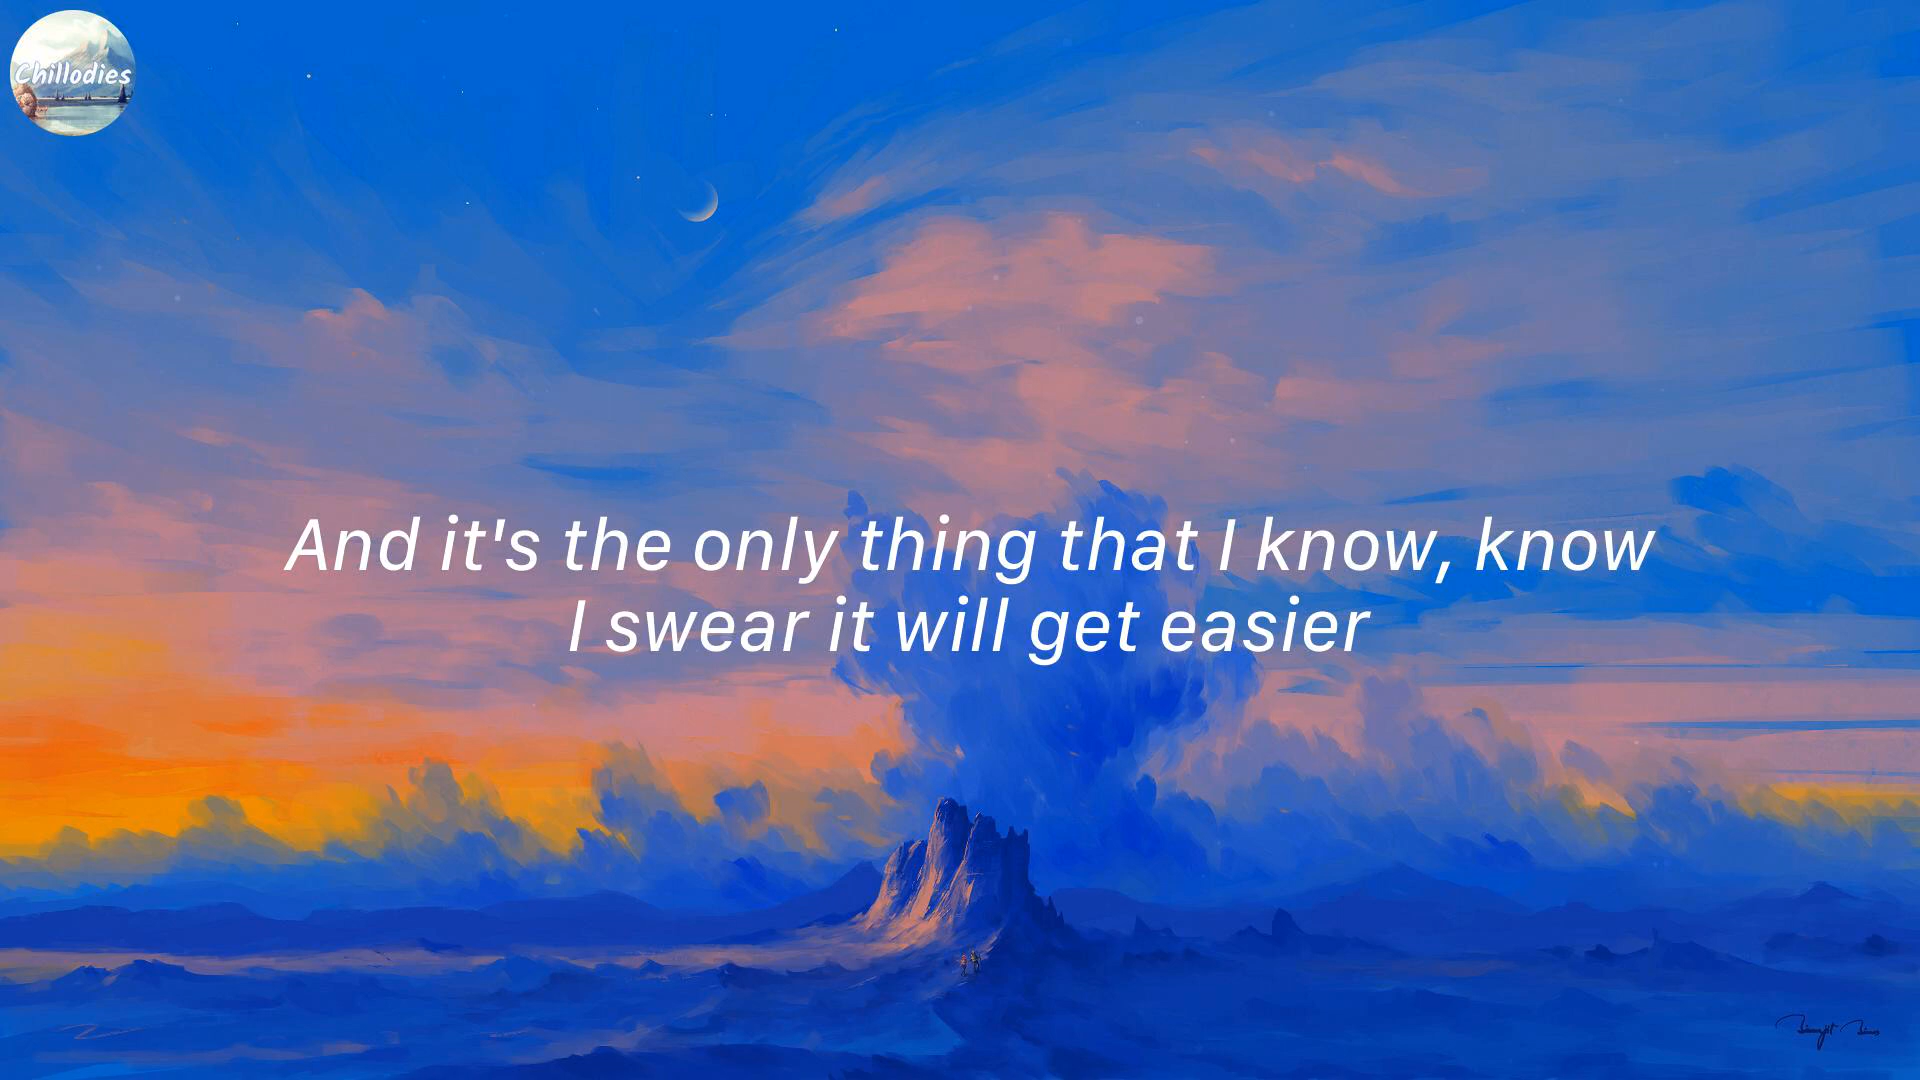 Chillodies
And it's the only thing that I know, know
I swear it will get easier